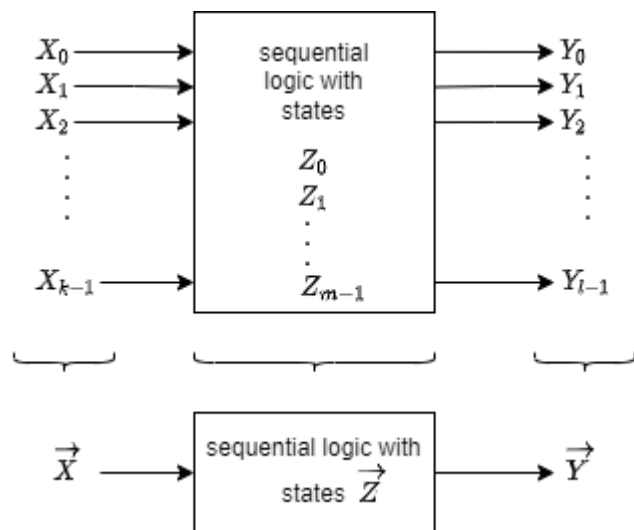 X₀ sequential Y₀
X₁ logic with Y₁
X₂ states Y₂
Z₀
Z₁
Xₖ₋₁ Zₘ₋₁ Yₗ₋₁
X⃗ sequential logic with Y⃗
states Z⃗